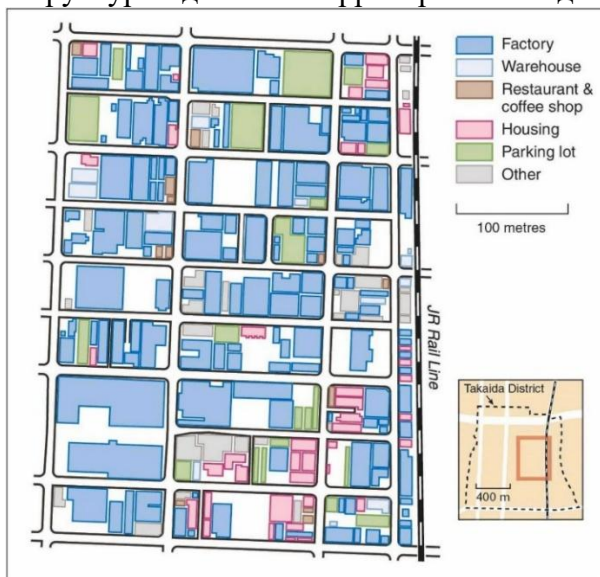 Factory
Warehouse
Restaurant &
coffee shop
Housing
Parking lot
Other
100 metres
JR Rail Line
Takaida District
400 m